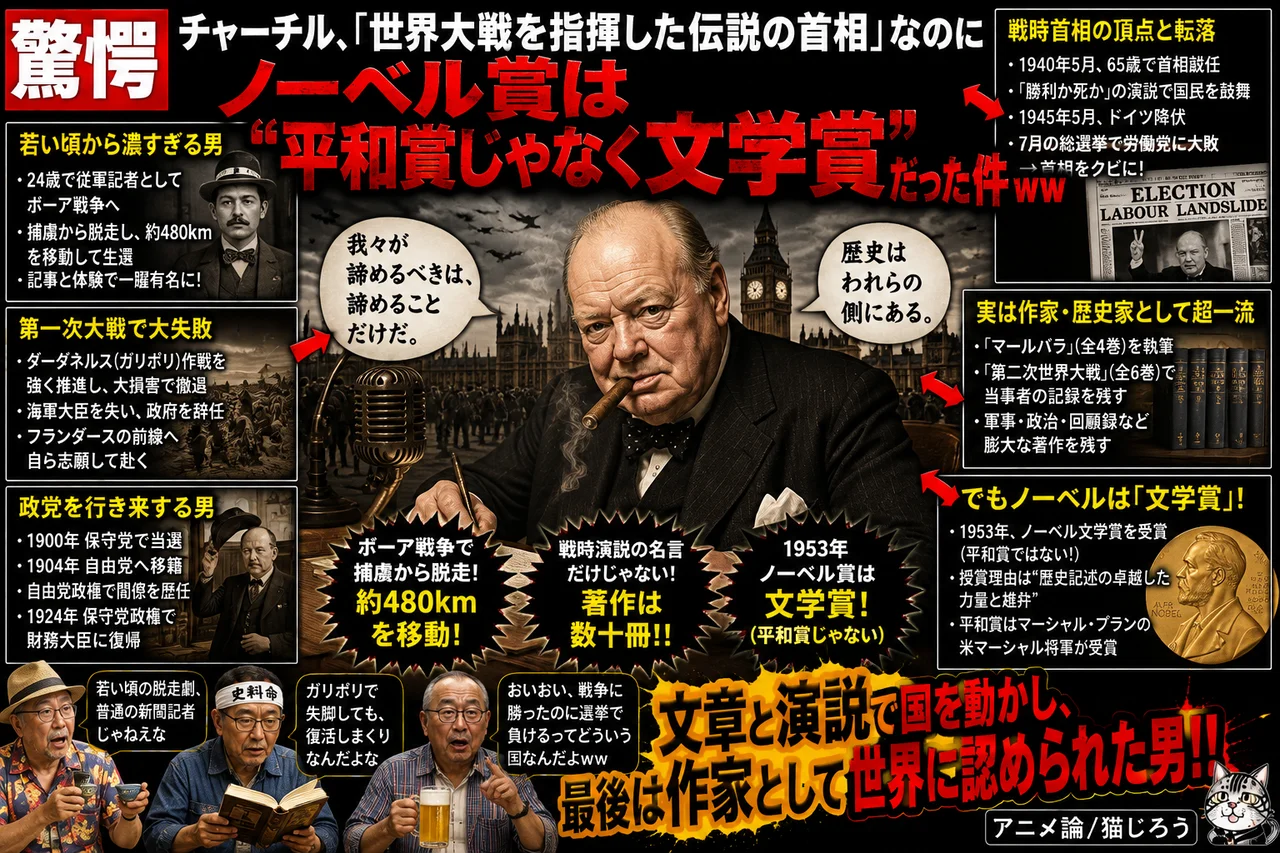 驚愕
チャーチル、「世界大戦を指揮した伝説の首相」なのに
ノーベル賞は
“平和賞じゃなく文学賞”
だった件ww
若い頃から濃すぎる男
・24歳で従軍記者として
ボーア戦争へ
・捕虜から脱走し、約480km
を移動して生還
・記事と体験で一躍有名に!
第一次大戦で大失敗
・ダーダネルス(ガリポリ)作戦を
強く推進し、大損害で撤退
・海軍大臣を失い、政府を辞任
・フランダースの前線へ
自ら志願して赴く
政党を行き来する男
・1900年 保守党で当選
・1904年 自由党へ移籍
・自由党政権で閣僚を歴任
・1924年 保守党政権で
財務大臣に復帰
我々が
諦めるべきは、
諦めること
だけだ。
歴史は
われらの
側にある。
戦時首相の頂点と転落
・1940年5月、65歳で首相就任
・「勝利か死か」の演説で国民を鼓舞
・1945年5月、ドイツ降伏
・7月の総選挙で労働党に大敗
→首相をクビに!
ELECTION
LABOUR LANDSLIDE
実は作家・歴史家として超一流
・「マールバラ」(全4巻)を執筆
・「第二次世界大戦」(全6巻)で
当事者の記録を残す
・軍事・政治・回顧録など
膨大な著作を残す
でもノーベルは「文学賞」!
・1953年、ノーベル文学賞を受賞
(平和賞ではない!)
・授賞理由は“歴史記述の卓越した
力量と雄弁”
・平和賞はマーシャル・プランの
米マーシャル将軍が受賞
ALFR
NOBEL
ボーア戦争で
捕虜から脱走!
約480km
を移動!
戦時演説の名言
だけじゃない!
著作は
数十冊!!
1953年
ノーベル賞は
文学賞!
(平和賞じゃない)
若い頃の脱走劇、
普通の新聞記者
じゃねえな
史料命
ガリポリで
失脚しても、
復活しまくり
なんだよな
おいおい、戦争に
勝ったのに選挙で
負けるってどういう
国なんだよww
文章と演説で国を動かし、
最後は作家として世界に認められた男!!
アニメ論/猫じろう